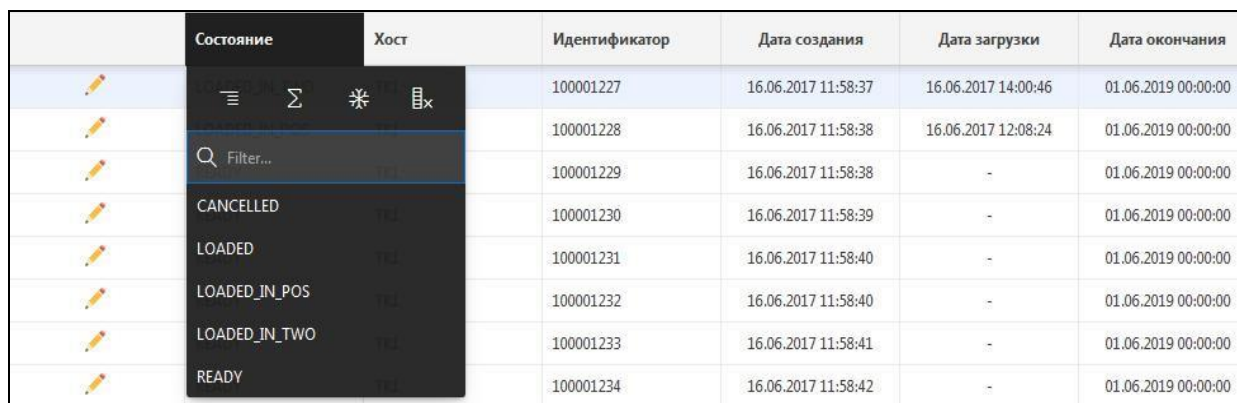 Состояние Хост Идентификатор Дата создания Дата загрузки Дата окончания
100001227 16.06.2017 11:58:37 16.06.2017 14:00:46 01.06.2019 00:00:00
100001228 16.06.2017 11:58:38 16.06.2017 12:08:24 01.06.2019 00:00:00
Filter...
100001229 16.06.2017 11:58:38 - 01.06.2019 00:00:00
CANCELLED
100001230 16.06.2017 11:58:39 - 01.06.2019 00:00:00
LOADED
100001231 16.06.2017 11:58:40 - 01.06.2019 00:00:00
LOADED_IN_POS
100001232 16.06.2017 11:58:40 - 01.06.2019 00:00:00
LOADED_IN_TWO
100001233 16.06.2017 11:58:41 - 01.06.2019 00:00:00
READY
100001234 16.06.2017 11:58:42 - 01.06.2019 00:00:00